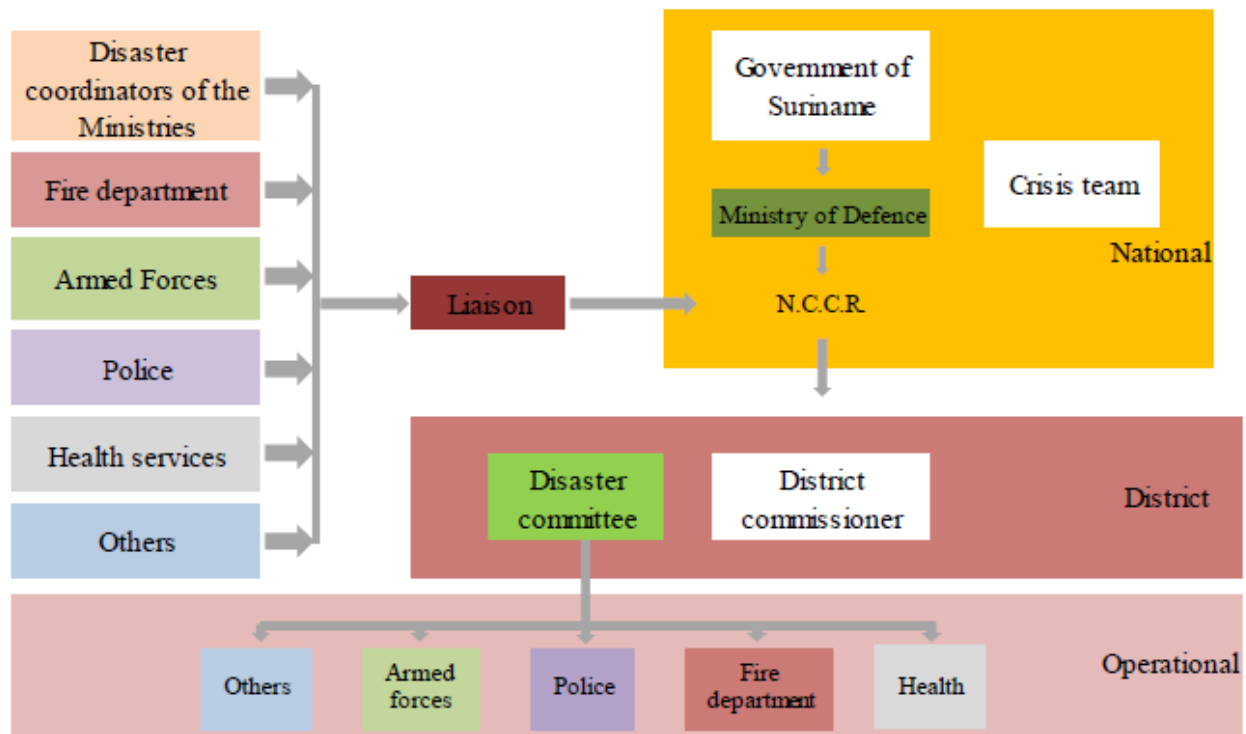 Disaster
coordinators of the
Ministries
Fire department
Armed Forces
Police
Health services
Others
Liaison
Government of
Suriname
Ministry of Defence
N.C.C.R.
Crisis team
National
Disaster
committee
District
commissioner
District
Others
Armed
forces
Police
Fire
department
Health
Operational